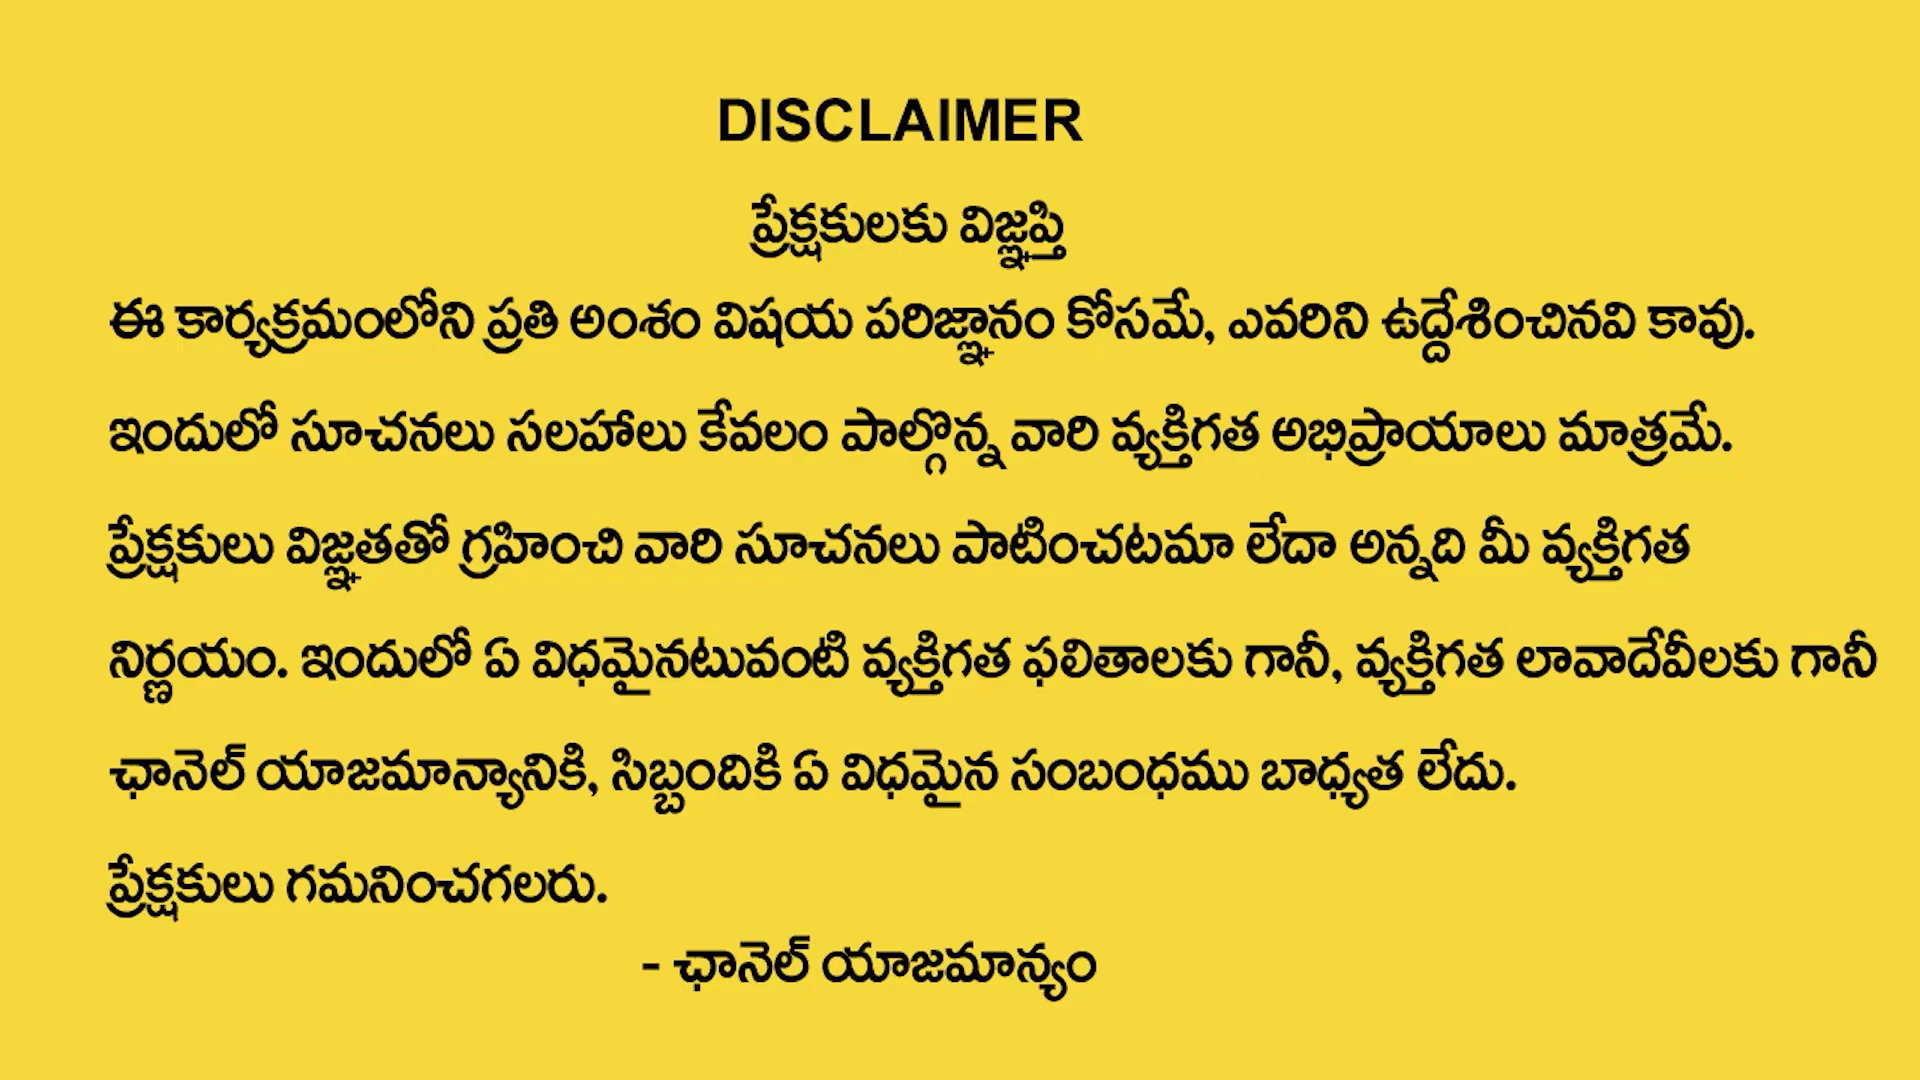 DISCLAIMER
ప్రేక్షకులకు విజ్ఞప్తి
ఈ కార్యక్రమంలోని ప్రతి అంశం విషయ పరిజ్ఞానం కోసమే, ఎవరిని ఉద్దేశించినవి కావు.
ఇందులో సూచనలు సలహాలు కేవలం పాల్గొన్న వారి వ్యక్తిగత అభిప్రాయాలు మాత్రమే.
ప్రేక్షకులు విజ్ఞతతో గ్రహించి వారి సూచనలు పాటించటమా లేదా అన్నది మీ వ్యక్తిగత
నిర్ణయం. ఇందులో ఏ విధమైనటువంటి వ్యక్తిగత ఫలితాలకు గానీ, వ్యక్తిగత లావాదేవీలకు గానీ
ఛానెల్ యాజమాన్యానికి, సిబ్బందికి ఏ విధమైన సంబంధము బాధ్యత లేదు.
ప్రేక్షకులు గమనించగలరు.
- ఛానెల్ యాజమాన్యం